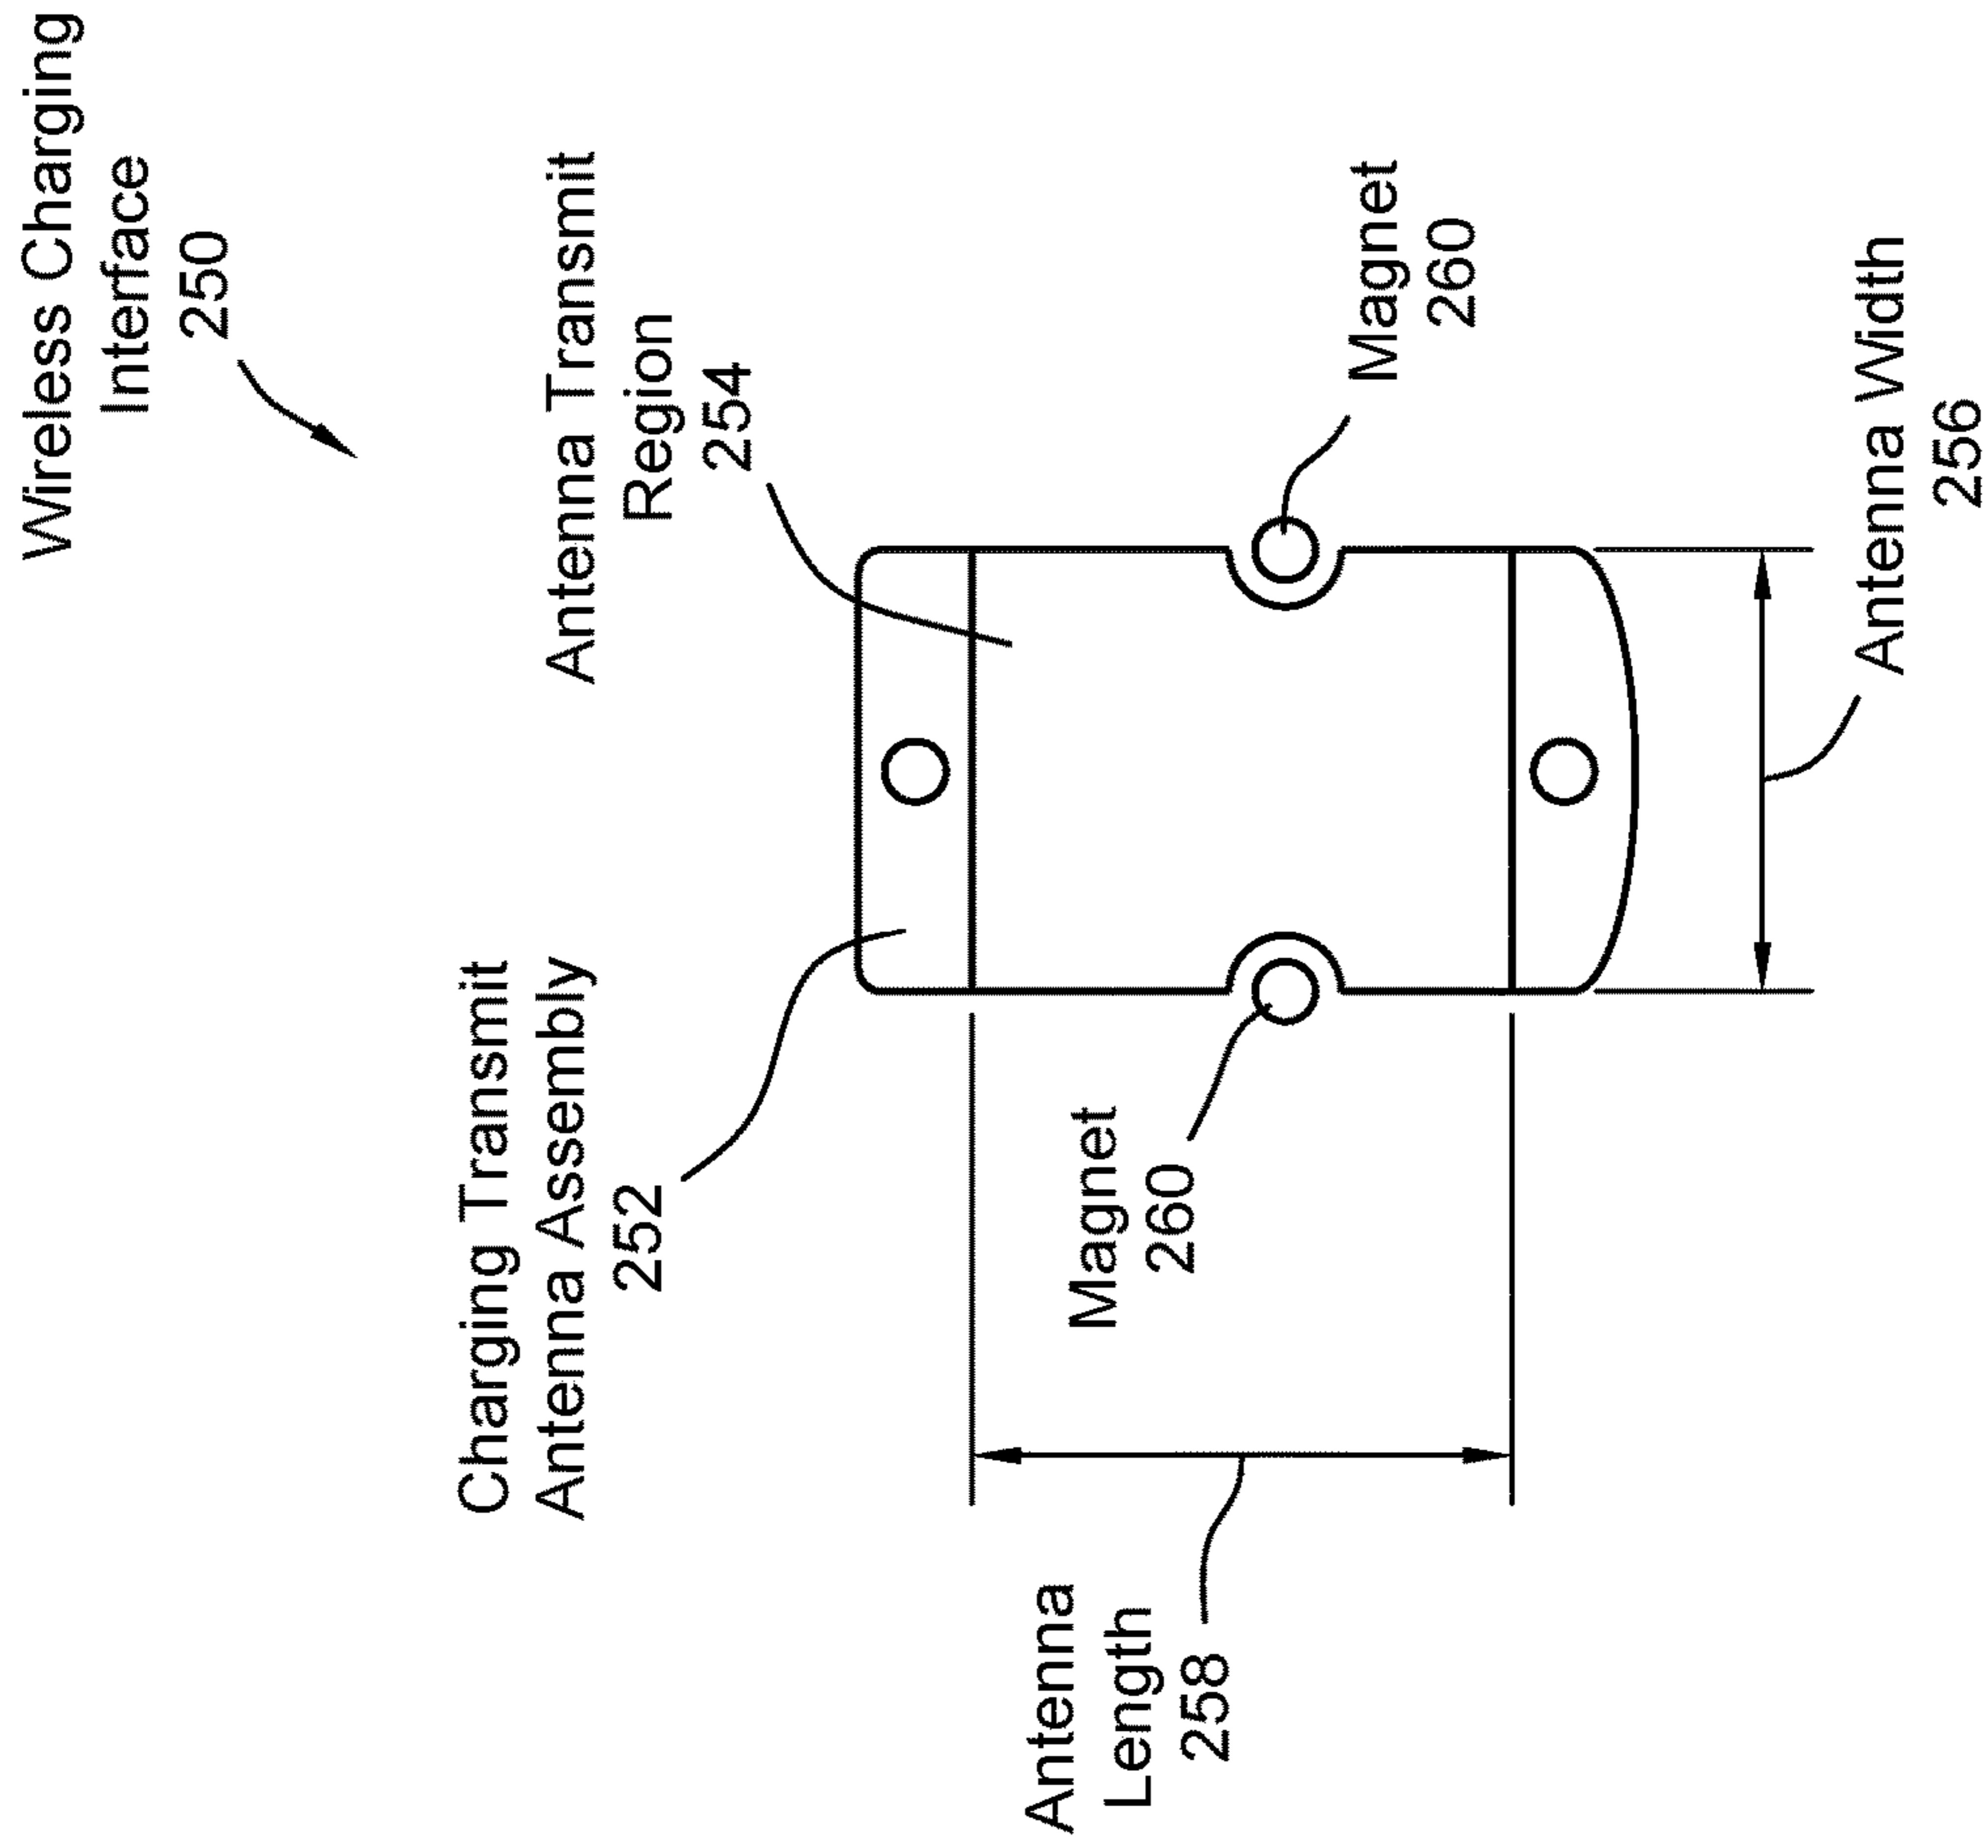 Wireless Charging
Interface
250
Charging Transmit
Antenna Assembly
252
Antenna Transmit
Region
254
Antenna
Length
258
Magnet
260
Magnet
260
Antenna Width
256